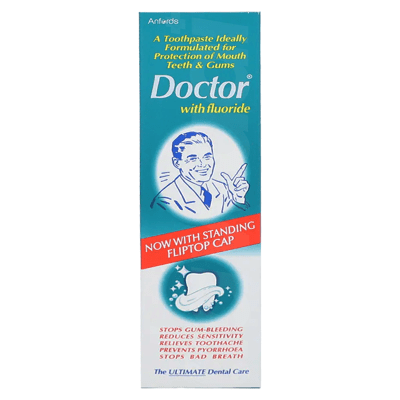 Anfords
A Toothpaste Ideally
Formulated for
Protection of Mouth
Teeth & Gums
Doctor®
with fluoride
NOW WITH STANDING
FLIPTOP CAP
STOPS GUM-BLEEDING
REDUCES SENSITIVITY
RELIEVES TOOTHACHE
PREVENTS PYORRHOEA
STOPS BAD BREATH
The ULTIMATE Dental Care